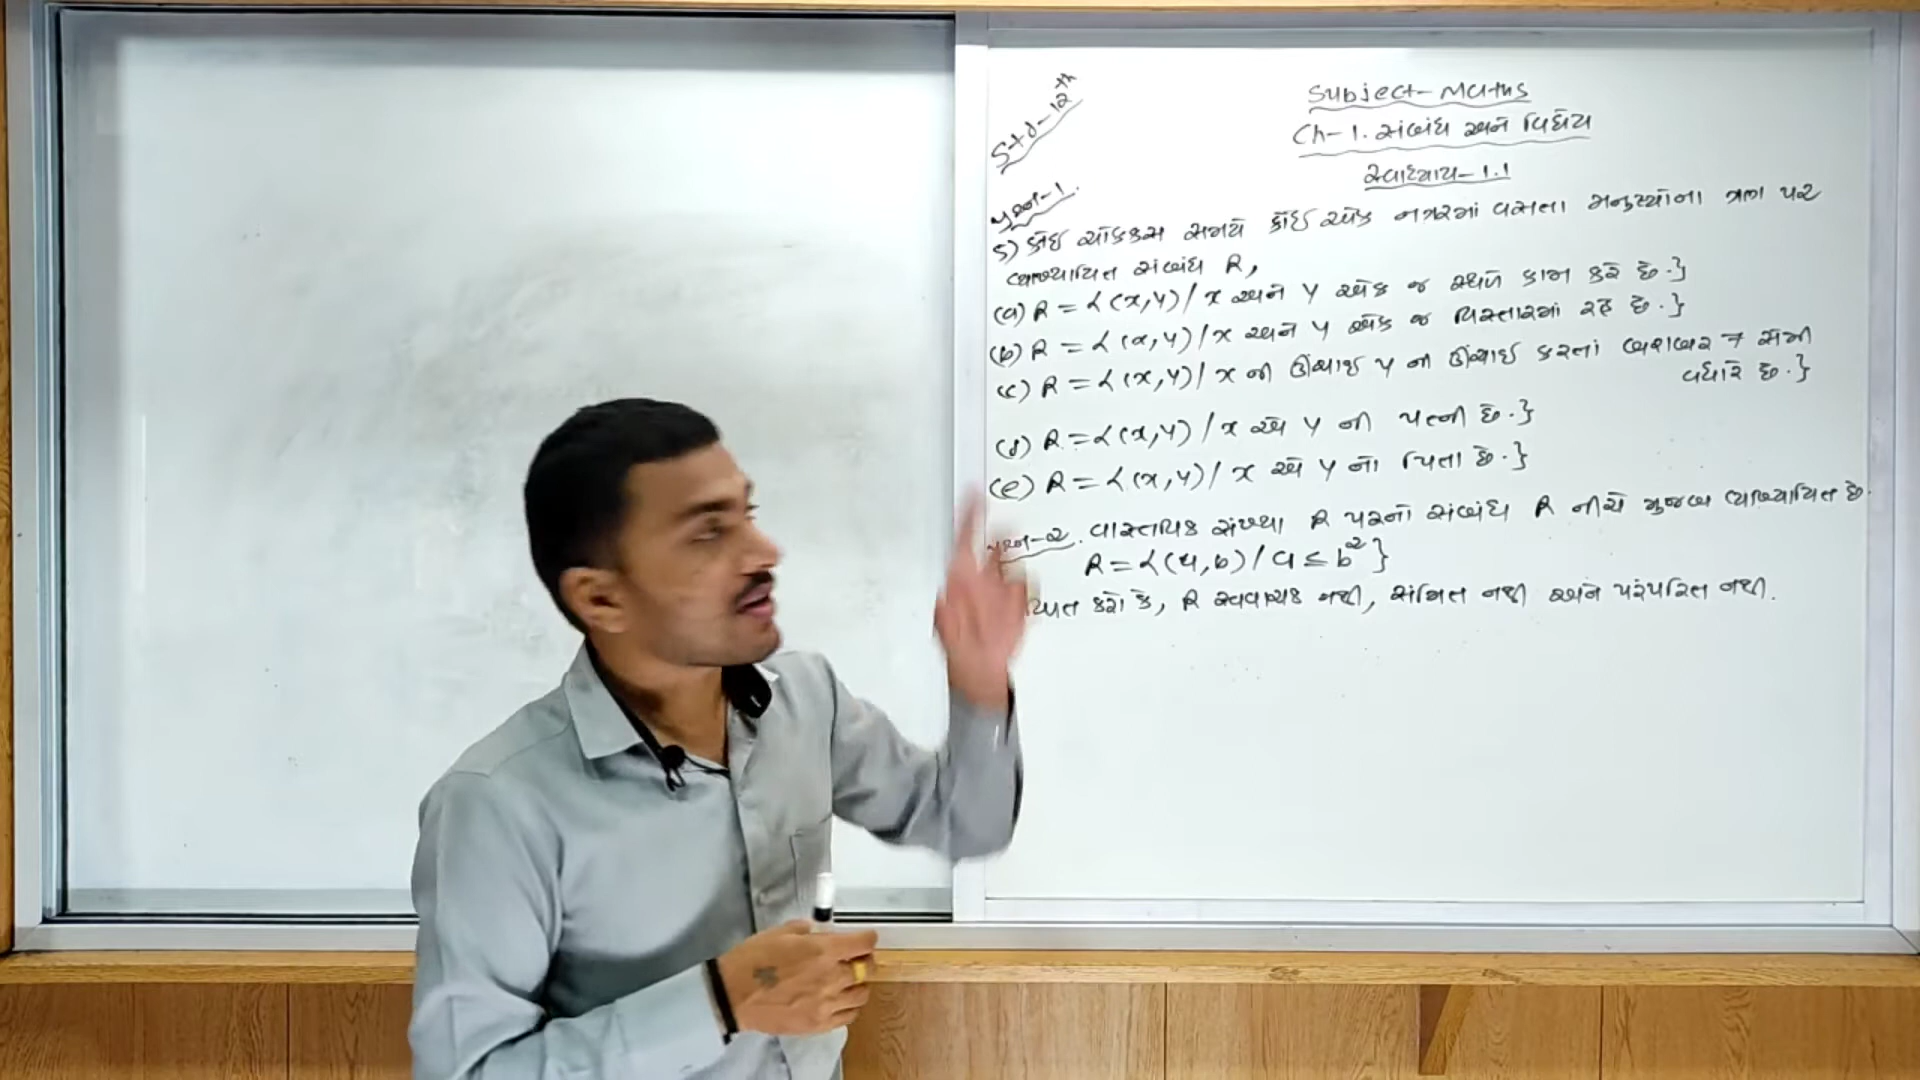 Std-12th
Subject-Maths
Ch-1. સંબંધ અને વિધેય
સ્વાધ્યાય-1.1
પ્રશ્ન-1.
5) કોઈ ચોક્કસ સમયે કોઈ એક નગરમાં વસતા મનુષ્યોના ગણ પર
વ્યાખ્યાયિત સંબંધ R,
(a) R = {(x,y) / x અને y એક જ સ્થળે કામ કરે છે.}
(b) R = {(x,y) / x અને y એક જ વિસ્તારમાં રહે છે.}
(c) R = {(x,y) / x ની ઊંચાઈ y ની ઊંચાઈ કરતાં બરાબર 7 સેમી
વધારે છે.}
(d) R = {(x,y) / x એ y ની પત્ની છે.}
(e) R = {(x,y) / x એ y નો પિતા છે.}
પ્રશ્ન-2. વાસ્તવિક સંખ્યા R પરનો સંબંધ R નીચે મુજબ વ્યાખ્યાયિત છે.
R = {(a,b) / a ≤ b²}
કરો કે, R સ્વવાચક નથી, સંમિત નથી અને પરંપરિત નથી.